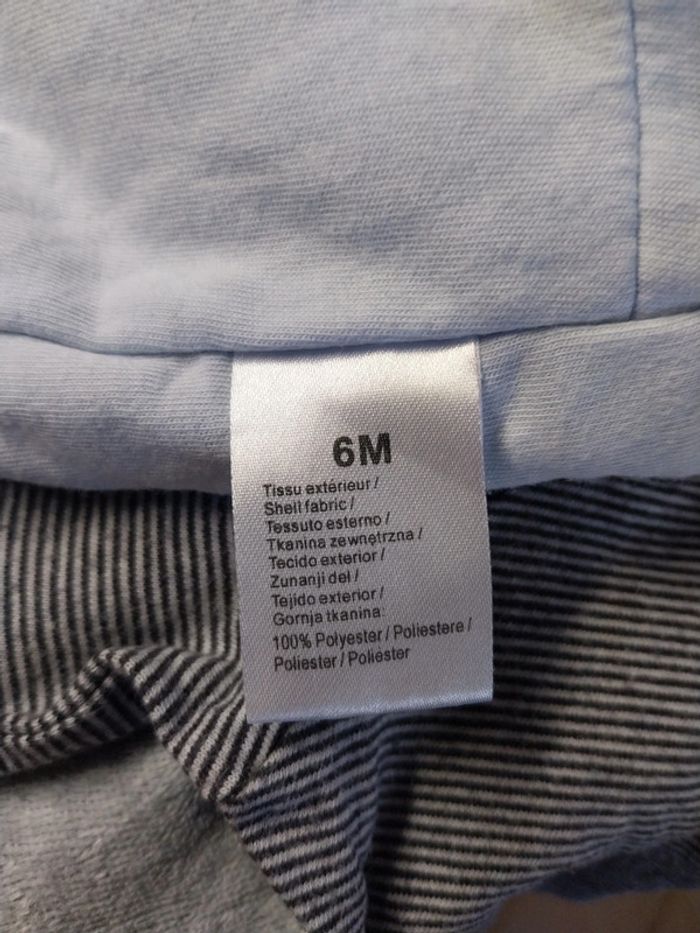 6M
Tissu extérieur /
Shell fabric /
Tessuto esterno /
Tkanina zewnętrzna /
Tecido exterior /
Zunanji del /
Tejido exterior /
Gornja tkanina:
100% Polyester / Poliestere /
Poliester / Poliéster